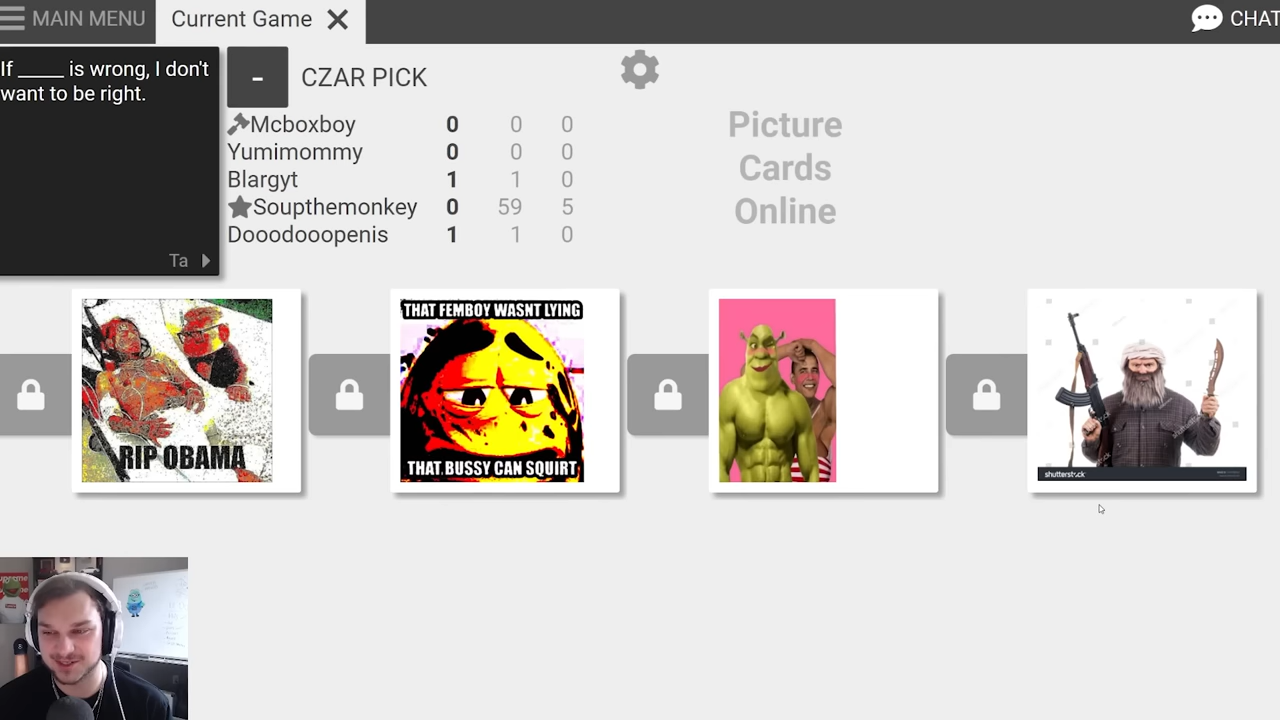 MAIN MENU
Current Game
CHAT
If _____ is wrong, I don't
want to be right.
Ta
-
CZAR PICK
Mcboxboy 0 0 0
Yumimommy 0 0 0
Blargyt 1 1 0
Soupthemonkey 0 59 5
Dooodooopenis 1 1 0
Picture
Cards
Online
RIP OBAMA
THAT FEMBOY WASNT LYING
THAT BUSSY CAN SQUIRT
shutterstock